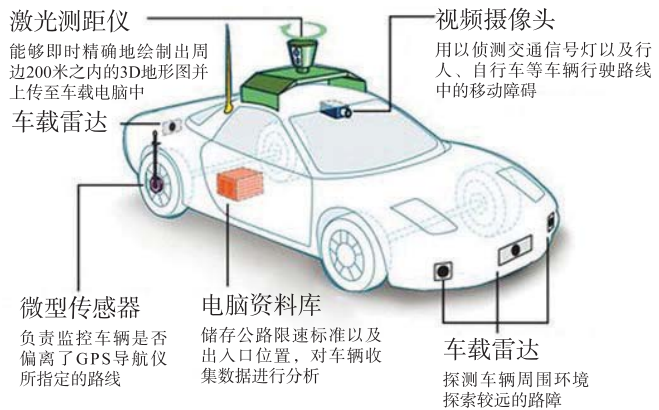 激光测距仪
能够即时精确地绘制出周
边200米之内的3D地形图并
上传至车载电脑中
视频摄像头
用以侦测交通信号灯以及行
人、自行车等车辆行驶路线
中的移动障碍
车载雷达
微型传感器
负责监控车辆是否
偏离了GPS导航仪
所指定的路线
电脑资料库
储存公路限速标准以及
出入口位置，对车辆收
集数据进行分析
车载雷达
探测车辆周围环境
探索较远的路障